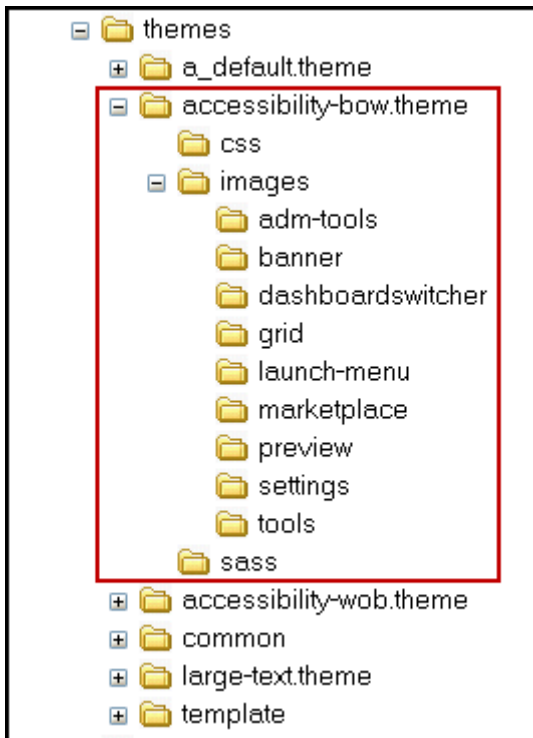 themes
a_default.theme
accessibility-bow.theme
css
images
adm-tools
banner
dashboardswitcher
grid
launch-menu
marketplace
preview
settings
tools
sass
accessibility-wob.theme
common
large-text.theme
template